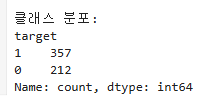 클래스 분포:
target
1    357
0    212
Name: count, dtype: int64